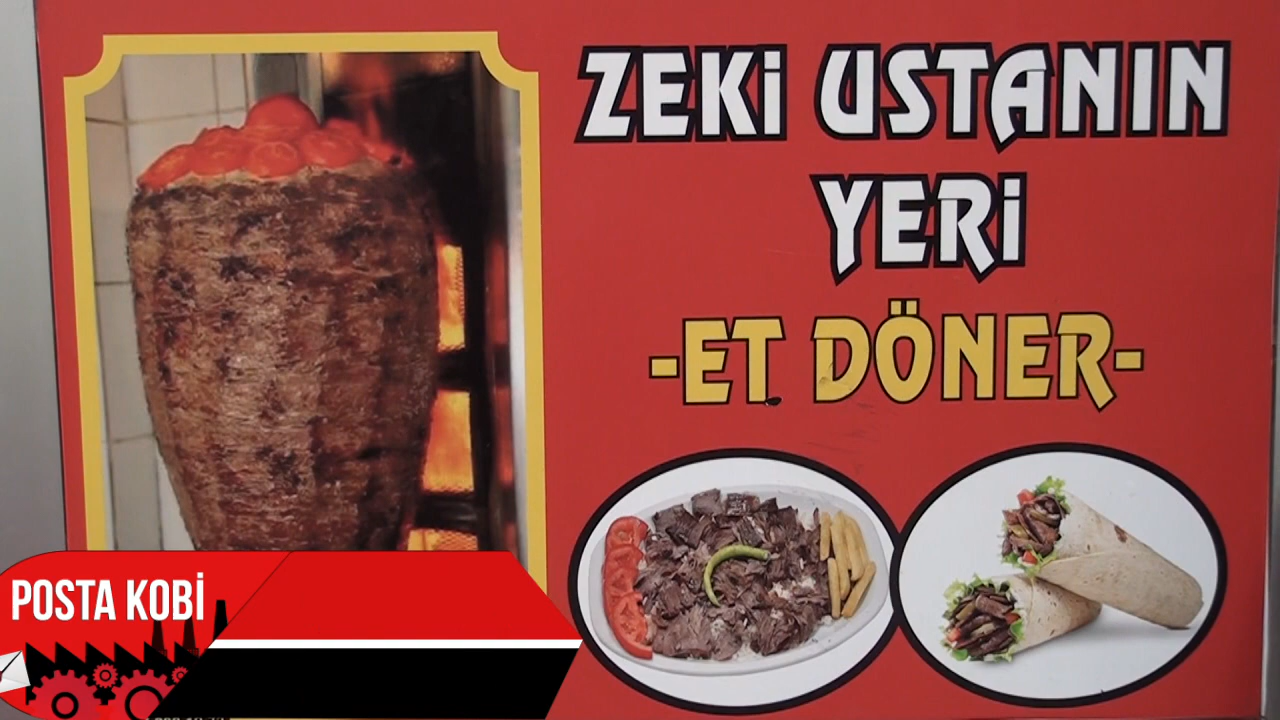 ZEKİ USTANIN
YERİ
-ET DÖNER-
POSTA KOBİ